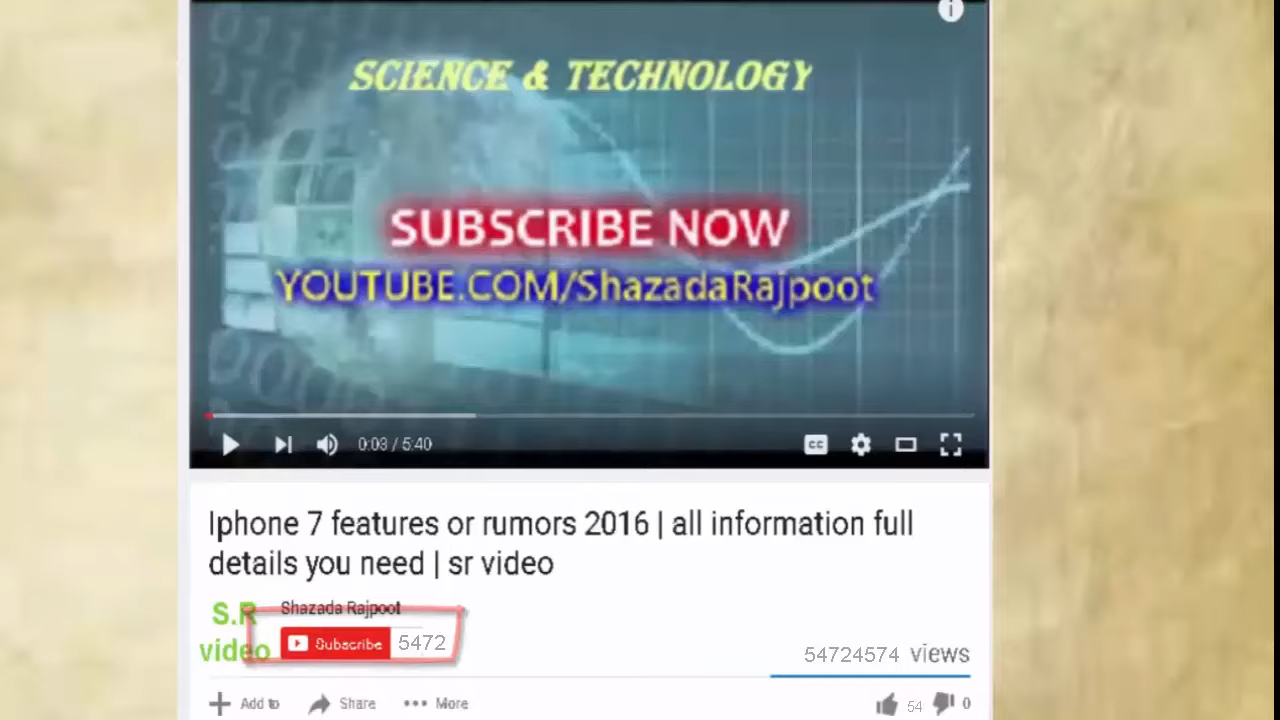 SCIENCE & TECHNOLOGY
SUBSCRIBE NOW
YOUTUBE.COM/ShazadaRajpoot
0:03 / 5:40
CC
Iphone 7 features or rumors 2016 | all information full
details you need | sr video
S.R
video
Shazada Rajpoot
Subscribe 5472
54724574 views
Add to Share More
54 0